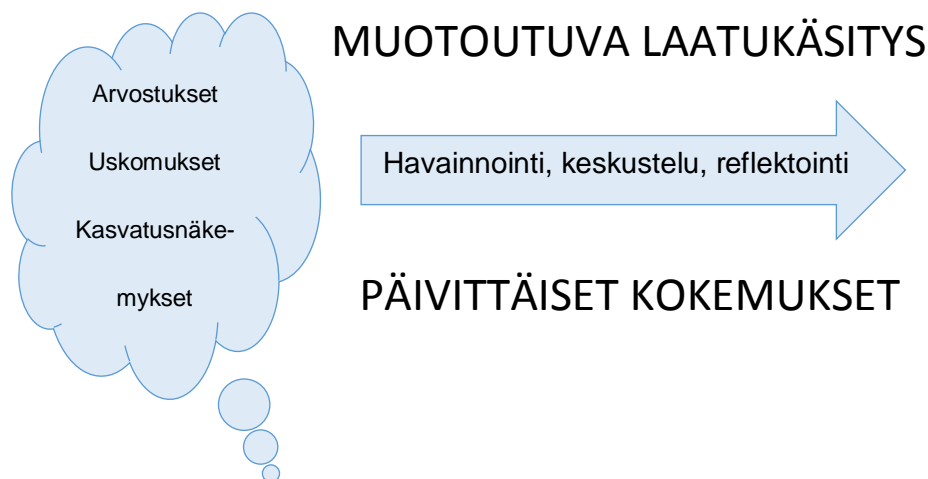 MUOTOUTUVA LAATUKÄSITYS
Arvostukset
Uskomukset
Kasvatusnäke-
mykset
Havainnointi, keskustelu, reflektointi
PÄIVITTÄISET KOKEMUKSET